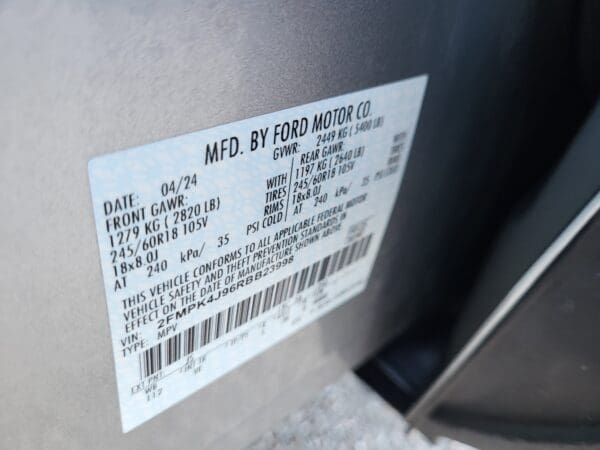 MFD. BY FORD MOTOR CO.
DATE: 04/24 GVWR: 2449 KG ( 5400 LB)
FRONT GAWR: REAR GAWR:
1279 KG ( 2820 LB) WITH 1197 KG ( 2640 LB) WITH
245/60R18 105V TIRES 245/60R18 105V
18x8.0J RIMS 18x8.0J
AT 240 kPa/ 35 PSI COLD AT 240 kPa/ 35 PSI COLD
THIS VEHICLE CONFORMS TO ALL APPLICABLE FEDERAL MOTOR
VEHICLE SAFETY AND THEFT PREVENTION STANDARDS IN
EFFECT ON THE DATE OF MANUFACTURE SHOWN ABOVE.
VIN: 2FMPK4J96RBB23998
TYPE: MPV
EXT PNT:
112